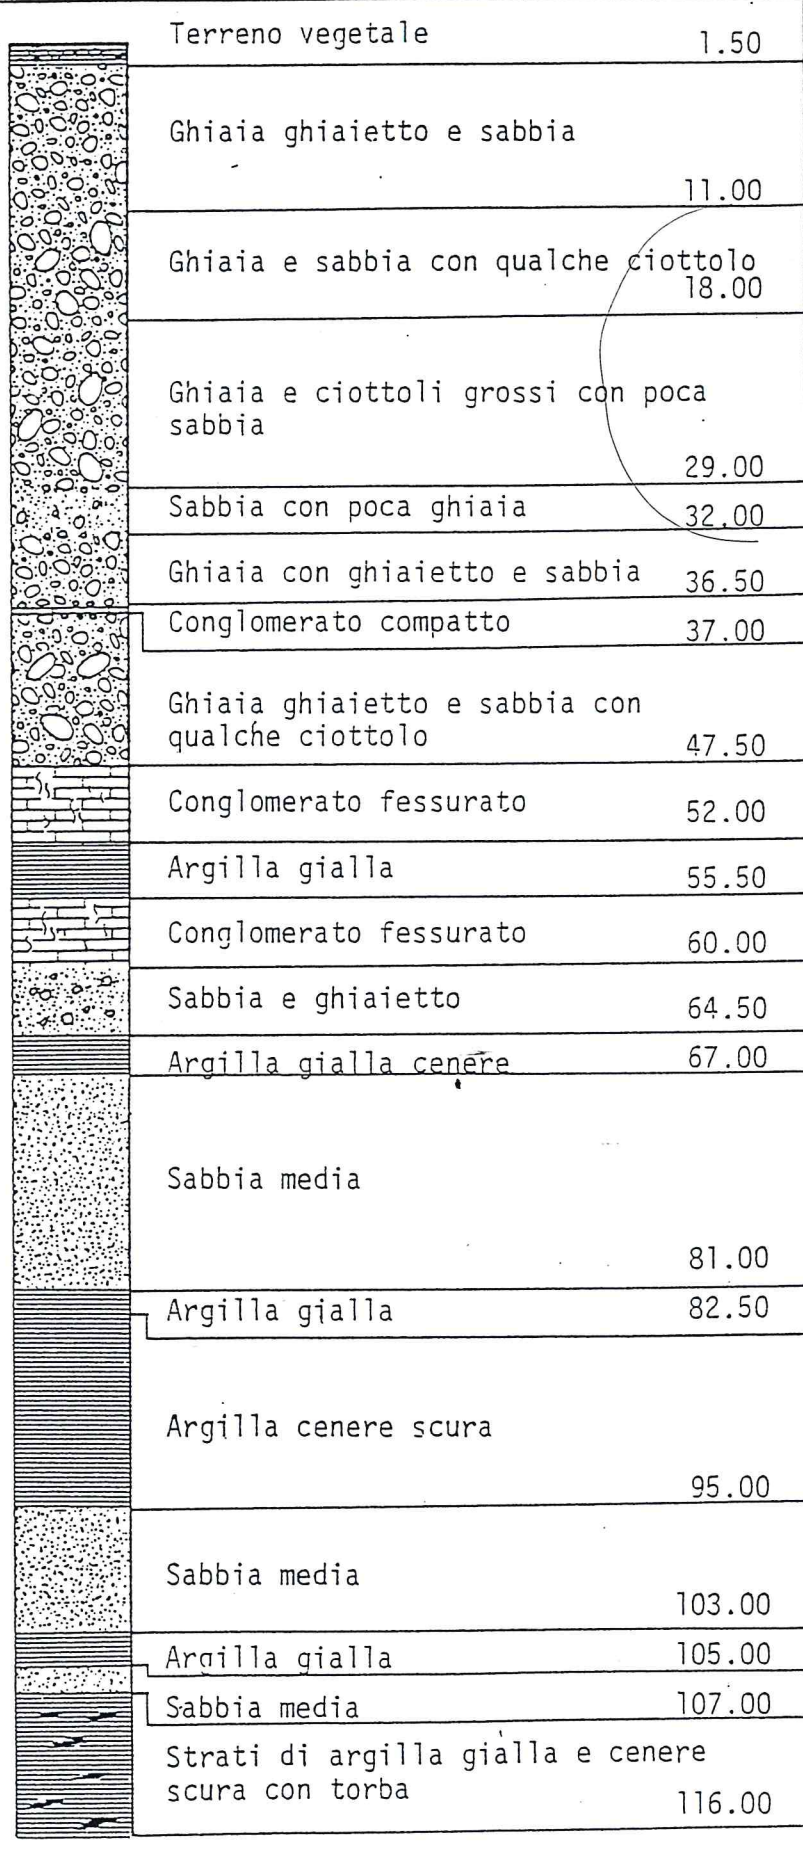 Terreno vegetale 1.50
Ghiaia ghiaietto e sabbia
11.00
Ghiaia e sabbia con qualche ciottolo
18.00
Ghiaia e ciottoli grossi con poca
sabbia
29.00
Sabbia con poca ghiaia 32.00
Ghiaia con ghiaietto e sabbia 36.50
Conglomerato compatto 37.00
Ghiaia ghiaietto e sabbia con
qualche ciottolo 47.50
Conglomerato fessurato 52.00
Argilla gialla 55.50
Conglomerato fessurato 60.00
Sabbia e ghiaietto 64.50
Argilla gialla cenere 67.00
Sabbia media
81.00
Argilla gialla 82.50
Argilla cenere scura
95.00
Sabbia media
103.00
Argilla gialla 105.00
Sabbia media 107.00
Strati di argilla gialla e cenere
scura con torba 116.00